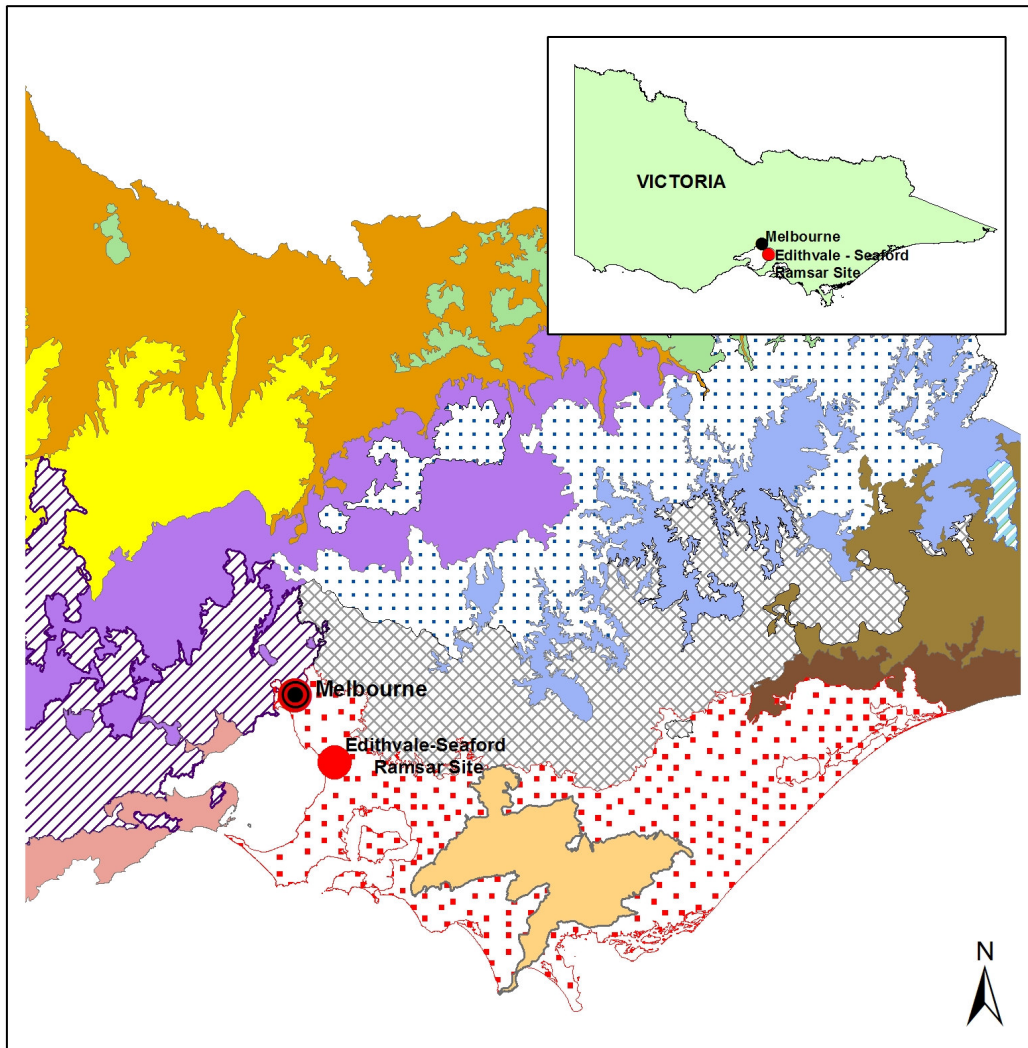 VICTORIA
Melbourne
Edithvale - Seaford
Ramsar Site
Melbourne
Edithvale-Seaford
Ramsar Site
N